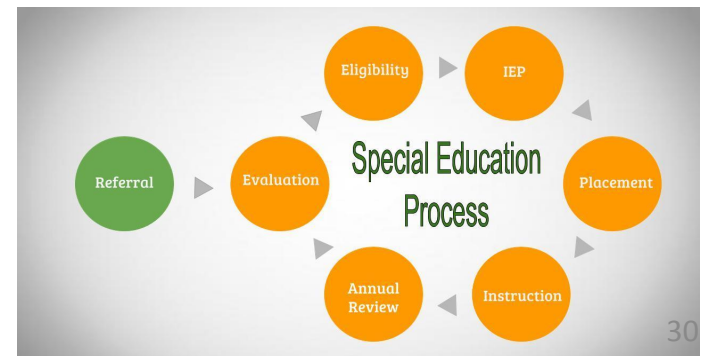 Eligibility
IEP
Special Education
Process
Referral
Evaluation
Placement
Annual
Review
Instruction
30